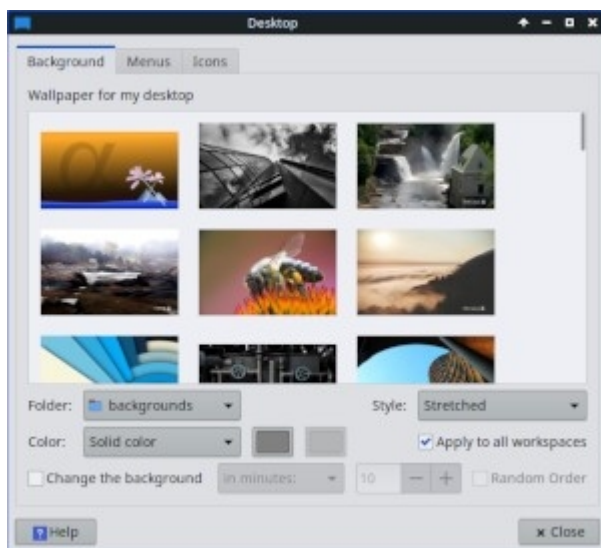 Desktop
Background Menus Icons
Wallpaper for my desktop
α
Folder: backgrounds Style: Stretched
Color: Solid color Apply to all workspaces
Change the background in minutes: 10 Random Order
Help Close